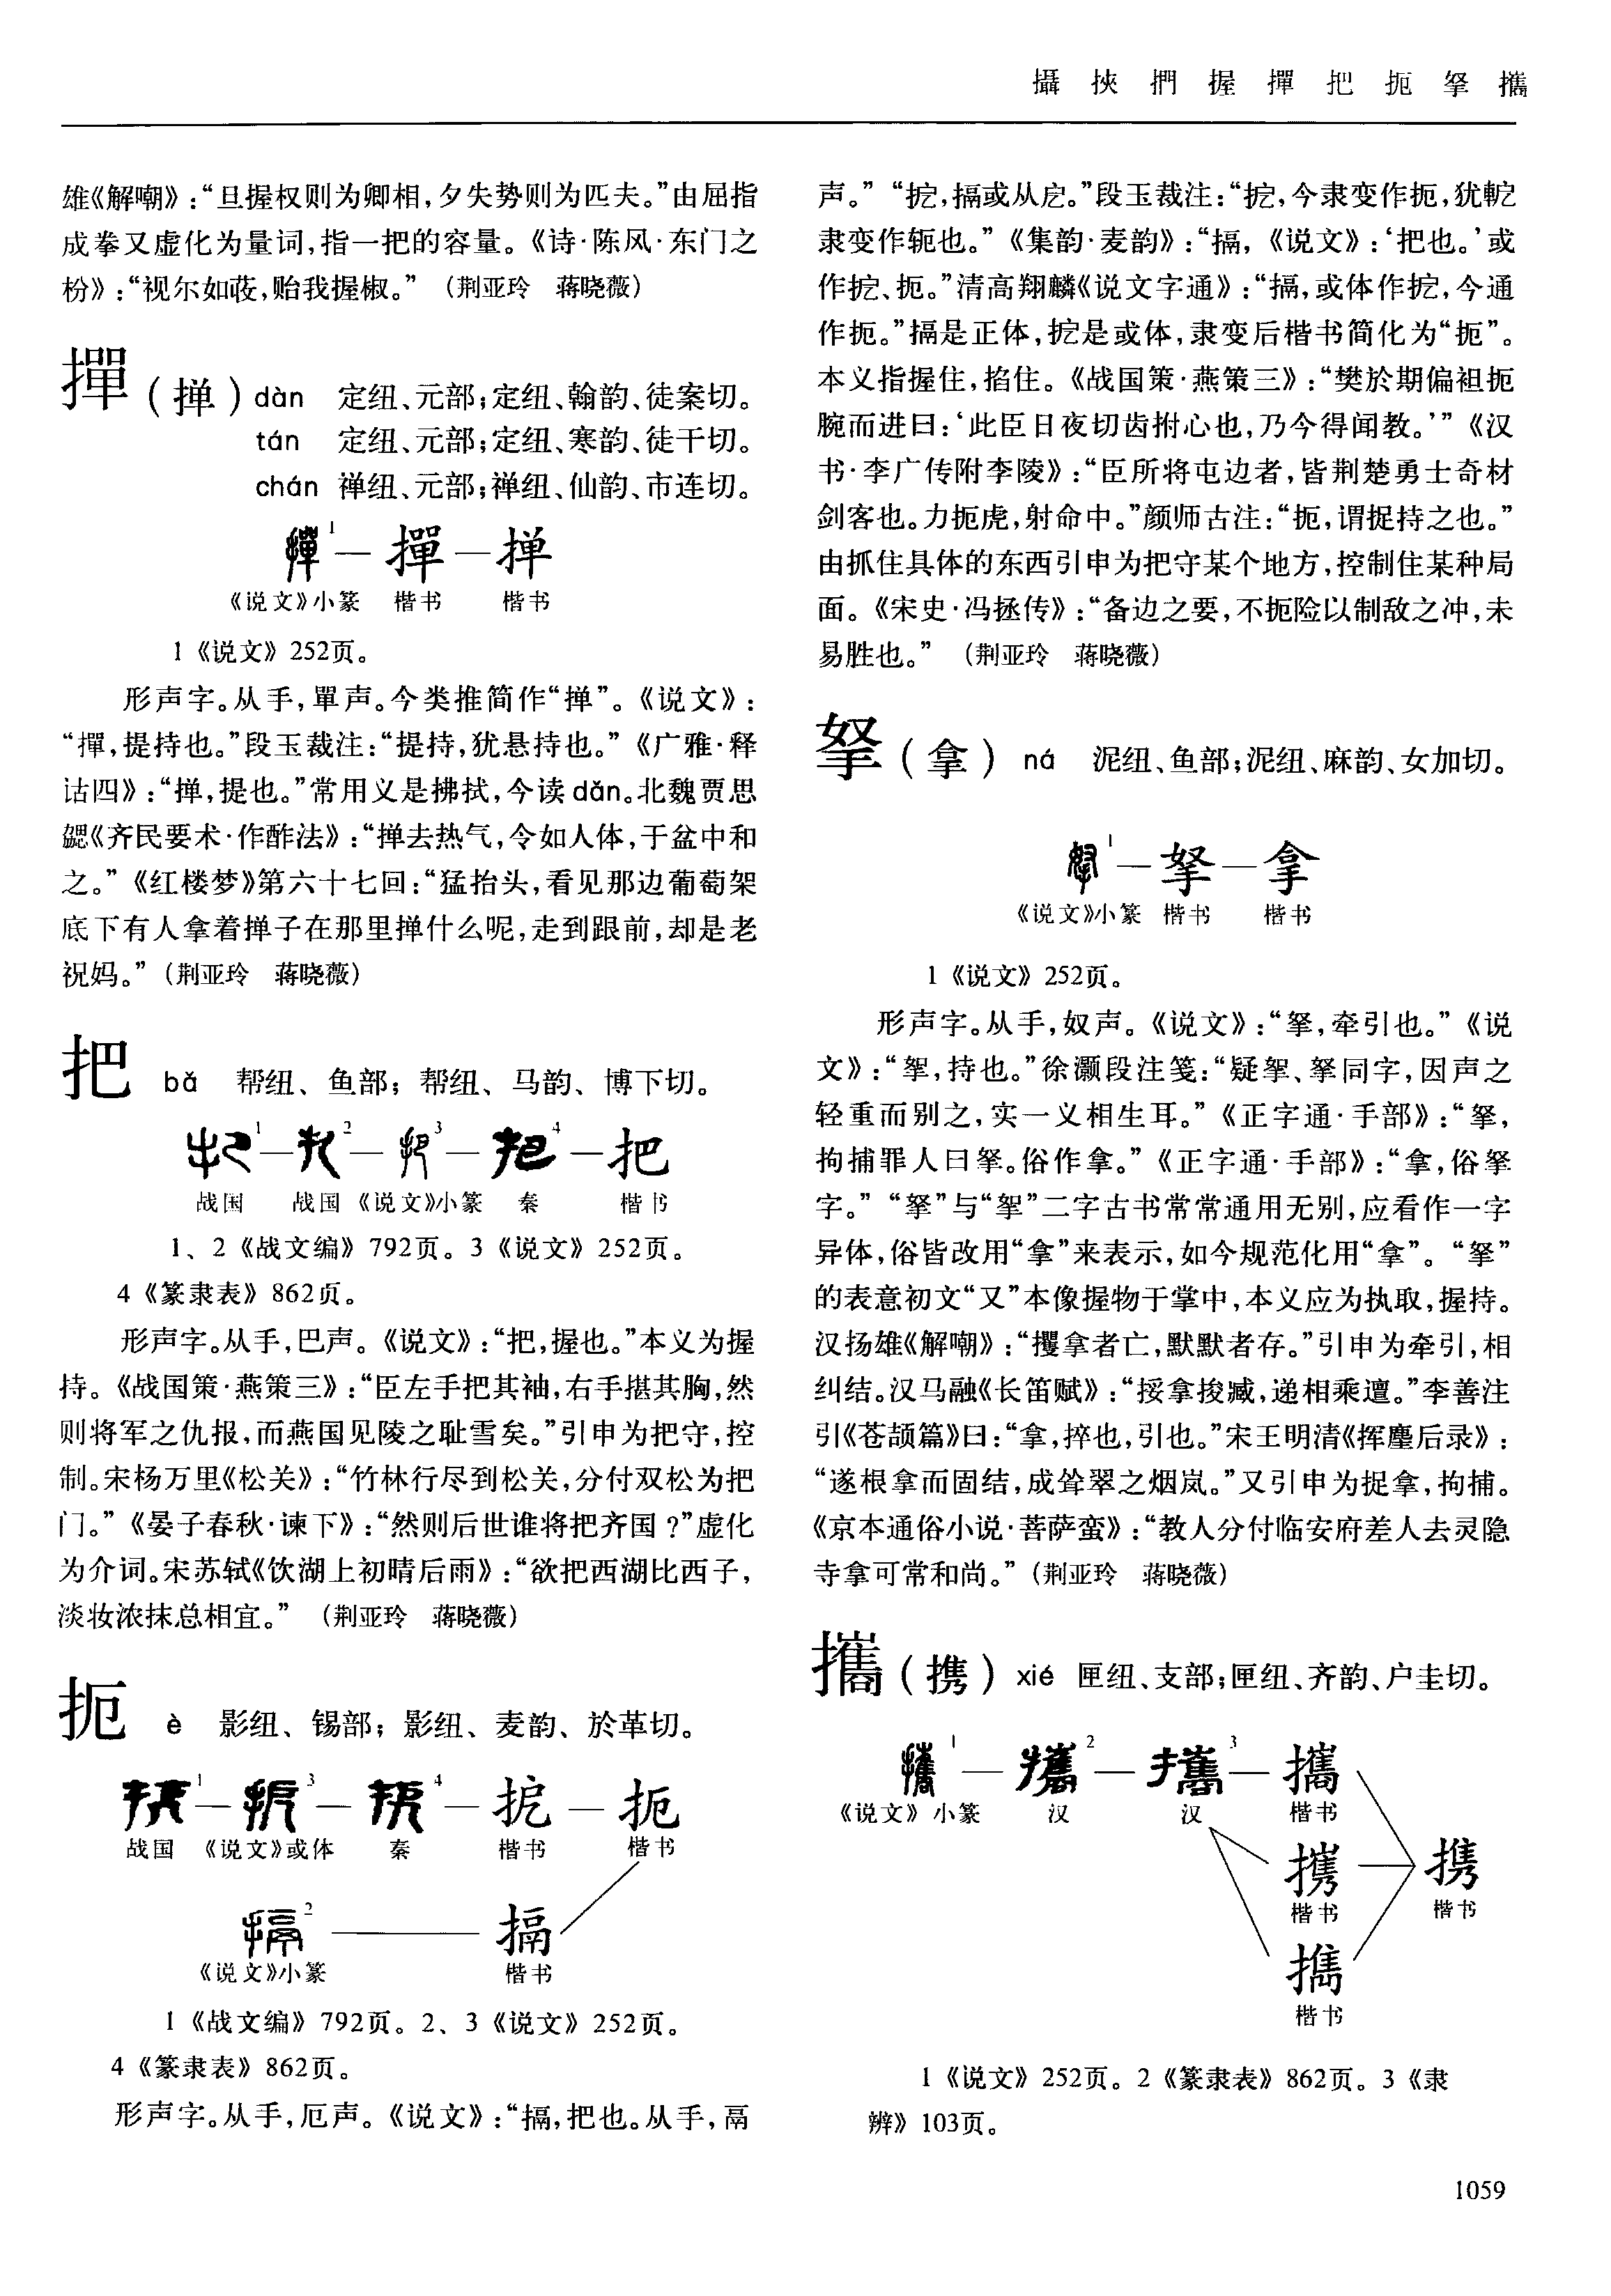 攝 挾 捫 握 撣 把 扼 拏 攜
雄《解嘲》：“旦握权则为卿相，夕失势则为匹夫。”由屈指
成拳又虚化为量词，指一把的容量。《诗·陈风·东门之
枌》：“视尔如荍，贻我握椒。”（荆亚玲　蒋晓薇）
撣（掸）dàn　定纽、元部；定纽、翰韵、徒案切。
tán　定纽、元部；定纽、寒韵、徒干切。
chán　禅纽、元部；禅纽、仙韵、市连切。
1—撣—掸
《说文》小篆　楷书　楷书
1《说文》252页。
形声字。从手，單声。今类推简作“掸”。《说文》：
“撣，提持也。”段玉裁注：“提持，犹悬持也。”《广雅·释
诂四》：“掸，提也。”常用义是拂拭，今读dǎn。北魏贾思
勰《齐民要术·作酢法》：“掸去热气，令如人体，于盆中和
之。”《红楼梦》第六十七回：“猛抬头，看见那边葡萄架
底下有人拿着掸子在那里掸什么呢，走到跟前，却是老
祝妈。”（荆亚玲　蒋晓薇）
把　bǎ　帮纽、鱼部；帮纽、马韵、博下切。
1—2—3—4—把
战国　战国《说文》小篆　秦　楷书
1、2《战文编》792页。3《说文》252页。
4《篆隶表》862页。
形声字。从手，巴声。《说文》：“把，握也。”本义为握
持。《战国策·燕策三》：“臣左手把其袖，右手揕其胸，然
则将军之仇报，而燕国见陵之耻雪矣。”引申为把守，控
制。宋杨万里《松关》：“竹林行尽到松关，分付双松为把
门。”《晏子春秋·谏下》：“然则后世谁将把齐国？”虚化
为介词。宋苏轼《饮湖上初晴后雨》：“欲把西湖比西子，
淡妆浓抹总相宜。”（荆亚玲　蒋晓薇）
扼　è　影纽、锡部；影纽、麦韵、於革切。
1—3—4—抳—扼
战国　《说文》或体　秦　楷书　楷书
2—搹
《说文》小篆　楷书
1《战文编》792页。2、3《说文》252页。
4《篆隶表》862页。
形声字。从手，厄声。《说文》：“搹，把也。从手，鬲
声。”“，搹或从。”段玉裁注：“，今隶变作扼，犹
隶变作轭也。”《集韵·麦韵》：“搹，《说文》：‘把也。’或
作、扼。”清高翔麟《说文字通》：“搹，或体作，今通
作扼。”搹是正体，是或体，隶变后楷书简化为“扼”。
本义指握住，掐住。《战国策·燕策三》：“樊於期偏袒扼
腕而进曰：‘此臣日夜切齿拊心也，乃今得闻教。’”《汉
书·李广传附李陵》：“臣所将屯边者，皆荆楚勇士奇材
剑客也。力扼虎，射命中。”颜师古注：“扼，谓捉持之也。”
由抓住具体的东西引申为把守某个地方，控制住某种局
面。《宋史·冯拯传》：“备边之要，不扼险以制敌之冲，未
易胜也。”（荆亚玲　蒋晓薇）
拏（拿）ná　泥纽、鱼部；泥纽、麻韵、女加切。
1—拏—拿
《说文》小篆　楷书　楷书
1《说文》252页。
形声字。从手，奴声。《说文》：“拏，牵引也。”《说
文》：“挐，持也。”徐灏段注笺：“疑挐、拏同字，因声之
轻重而别之，实一义相生耳。”《正字通·手部》：“拏，
拘捕罪人曰拏。俗作拿。”《正字通·手部》：“拿，俗拏
字。”“拏”与“挐”二字古书常常通用无别，应看作一字
异体，俗皆改用“拿”来表示，如今规范化用“拿”。“拏”
的表意初文“又”本像握物于掌中，本义应为执取，握持。
汉扬雄《解嘲》：“攫拿者亡，默默者存。”引申为牵引，相
纠结。汉马融《长笛赋》：“挼拿捘臧，递相乘邅。”李善注
引《苍颉篇》曰：“拿，捽也，引也。”宋王明清《挥麈后录》：
“遂根拿而固结，成耸翠之烟岚。”又引申为捉拿，拘捕。
《京本通俗小说·菩萨蛮》：“教人分付临安府差人去灵隐
寺拿可常和尚。”（荆亚玲　蒋晓薇）
攜（携）xié　匣纽、支部；匣纽、齐韵、户圭切。
1—2—3—攜
《说文》小篆　汉　汉　楷书
携
楷书
楷书
楷书
1《说文》252页。2《篆隶表》862页。3《隶
辨》103页。
1059